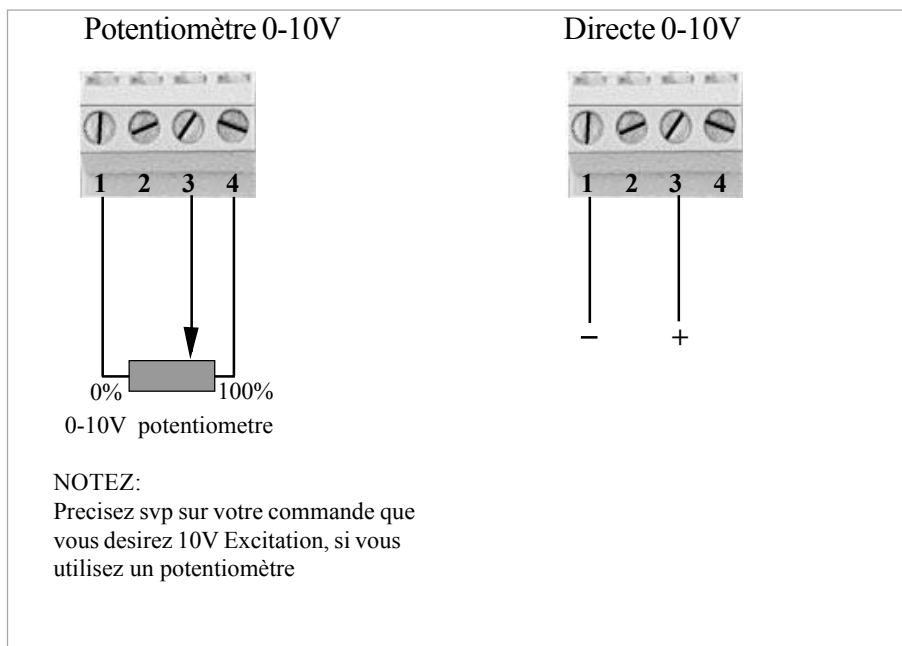 Potentiomètre 0-10V
1 2 3 4
0% 100%
0-10V potentiometre
NOTEZ:
Precisez svp sur votre commande que
vous desirez 10V Excitation, si vous
utilisez un potentiomètre
Directe 0-10V
1 2 3 4
− +